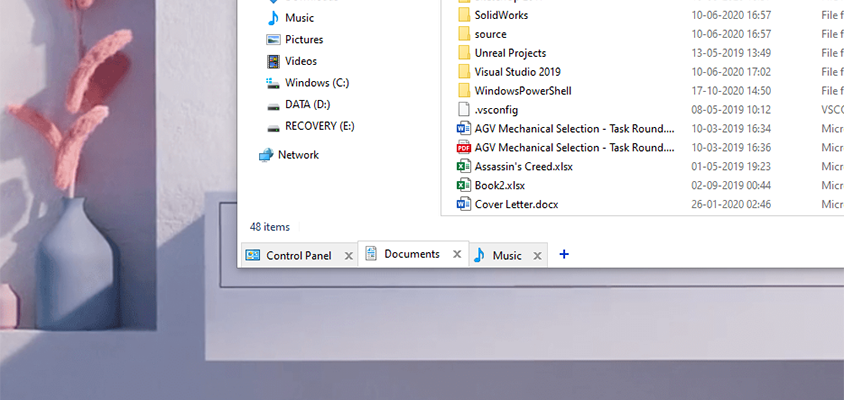 Music
Pictures
Videos
Windows (C:)
DATA (D:)
RECOVERY (E:)
Network
SolidWorks 10-06-2020 16:57 File f
source 10-06-2020 16:57 File f
Unreal Projects 13-05-2019 13:49 File f
Visual Studio 2019 10-06-2020 17:02 File f
WindowsPowerShell 17-10-2020 14:50 File f
.vsconfig 08-05-2019 10:12 VSCC
AGV Mechanical Selection - Task Round.... 10-03-2019 16:34 Micr
PDF AGV Mechanical Selection - Task Round.... 10-03-2019 16:36 Micr
Assassin's Creed.xlsx 01-05-2019 19:23 Micr
Book2.xlsx 02-09-2019 00:44 Micr
Cover Letter.docx 26-01-2020 02:46 Micr
48 items
Control Panel Documents Music +